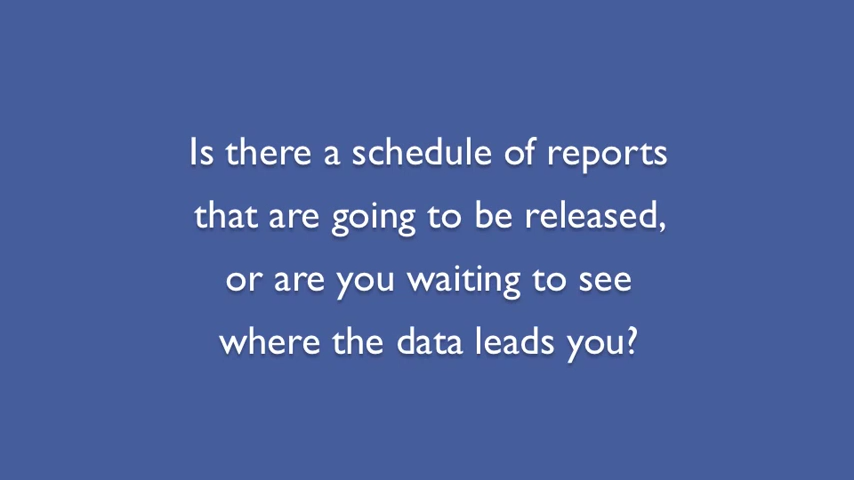 Is there a schedule of reports
that are going to be released,
or are you waiting to see
where the data leads you?